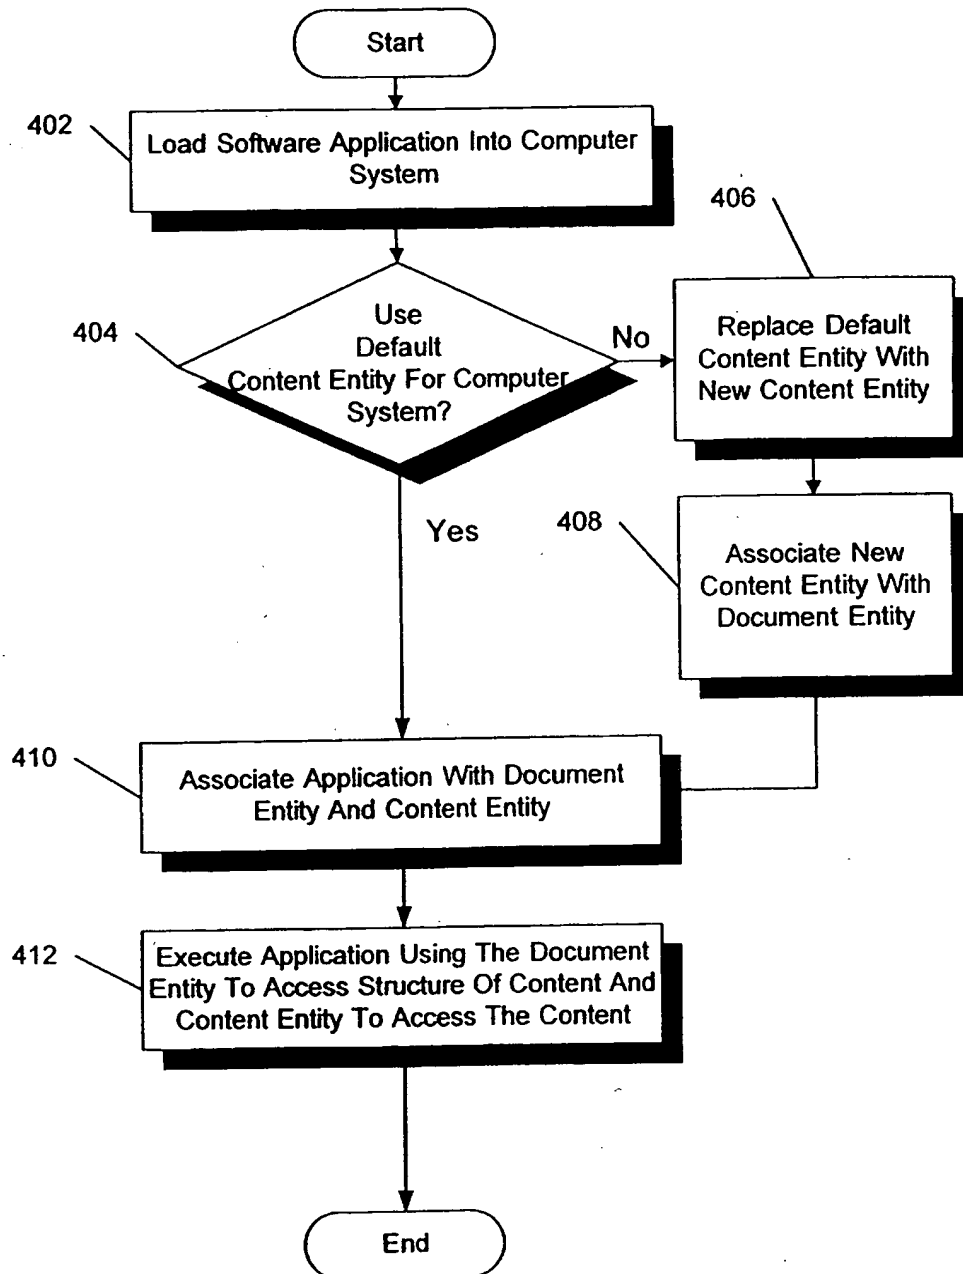 Start
402
Load Software Application Into Computer
System
404
Use
Default
Content Entity For Computer
System?
No
406
Replace Default
Content Entity With
New Content Entity
Yes
408
Associate New
Content Entity With
Document Entity
410
Associate Application With Document
Entity And Content Entity
412
Execute Application Using The Document
Entity To Access Structure Of Content And
Content Entity To Access The Content
End